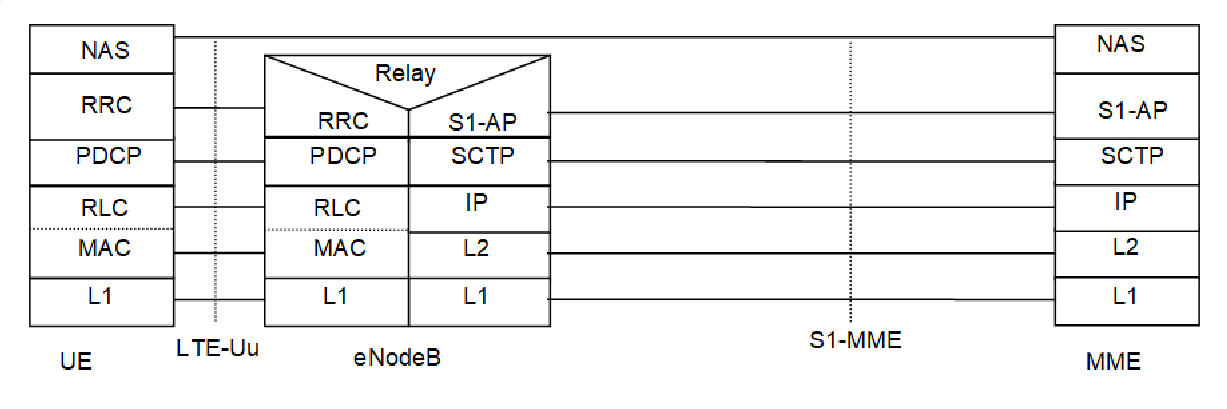 NAS NAS
Relay
RRC RRC S1-AP S1-AP
PDCP PDCP SCTP SCTP
RLC RLC IP IP
MAC MAC L2 L2
L1 L1 L1 L1
LTE-Uu S1-MME
UE eNodeB MME